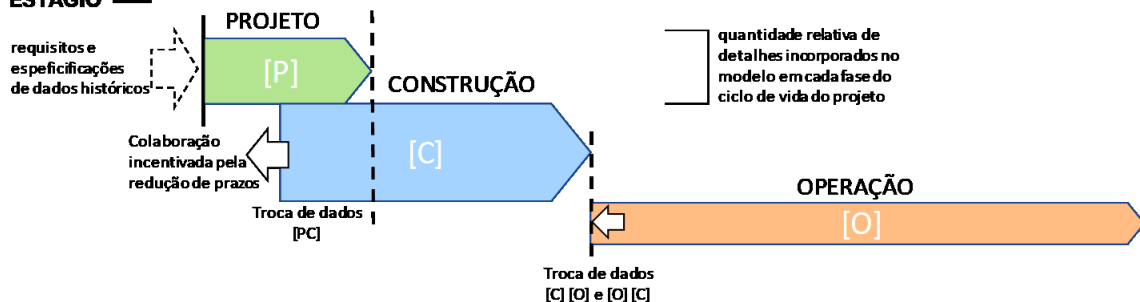 ESTÁGIO
PROJETO
requisitos e
espeficificações
de dados históricos
[P]
quantidade relativa de
detalhes incorporados no
modelo em cada fase do
ciclo de vida do projeto
CONSTRUÇÃO
Colaboração
incentivada pela
redução de prazos
[C]
Troca de dados
[PC]
OPERAÇÃO
[O]
Troca de dados
[C] [O] e [O] [C]